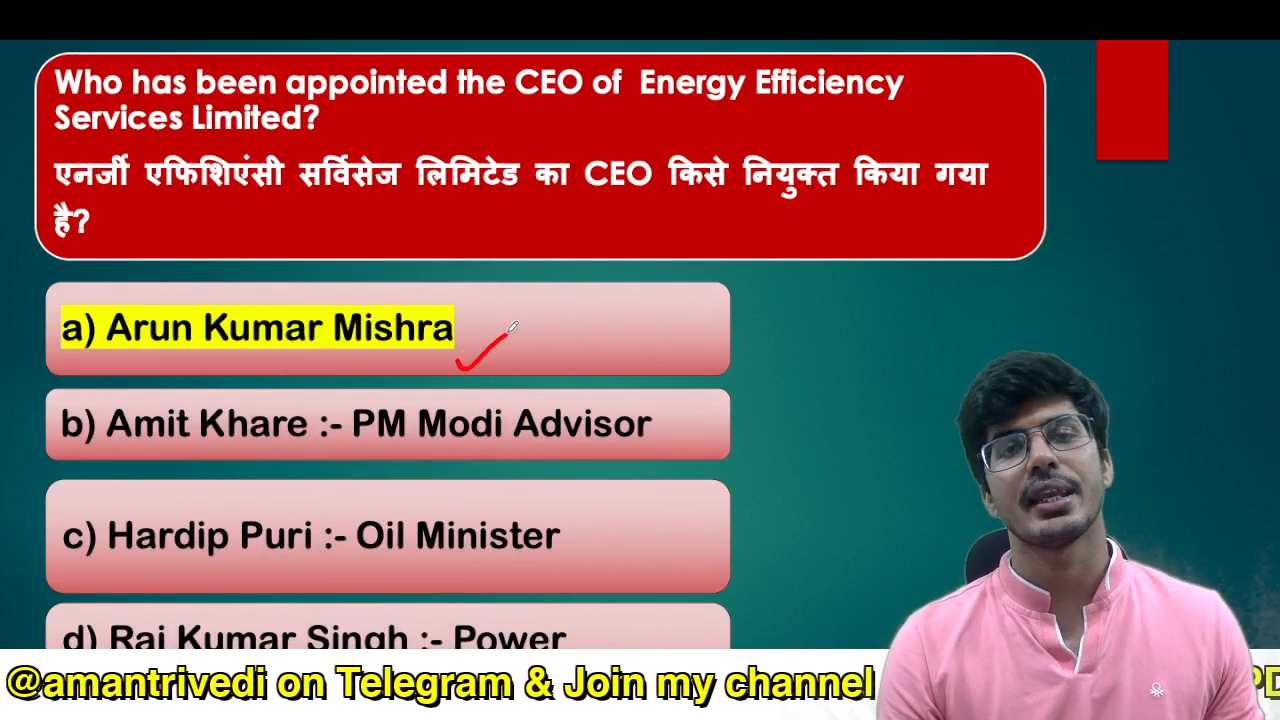 Who has been appointed the CEO of Energy Efficiency
Services Limited?
एनर्जी एफिशिएंसी सर्विसेज लिमिटेड का CEO किसे नियुक्त किया गया
है?
a) Arun Kumar Mishra
b) Amit Khare :- PM Modi Advisor
c) Hardip Puri :- Oil Minister
d) Raj Kumar Singh :- Power
@amantrivedi on Telegram & Join my channel